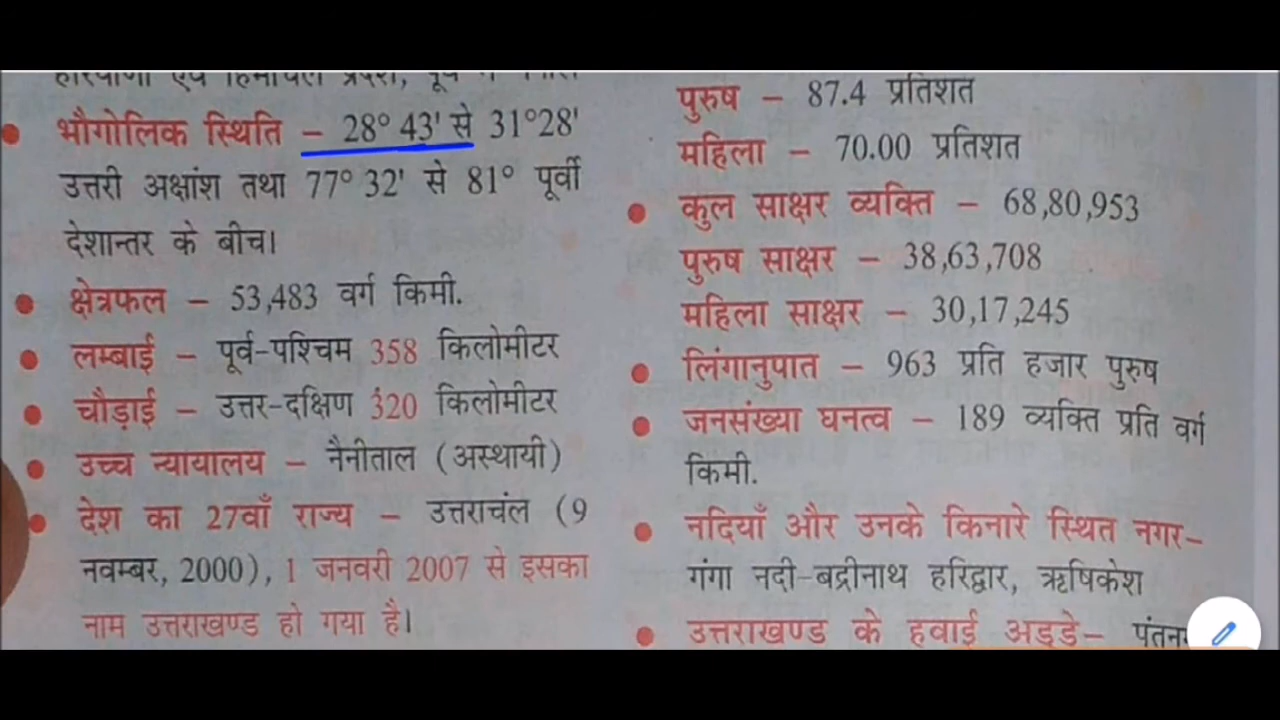 हरियाणा एवं हिमाचल प्रदेश,
● भौगोलिक स्थिति – 28° 43' से 31°28'
उत्तरी अक्षांश तथा 77° 32' से 81° पूर्वी
देशान्तर के बीच।
● क्षेत्रफल – 53,483 वर्ग किमी.
● लम्बाई – पूर्व-पश्चिम 358 किलोमीटर
● चौड़ाई – उत्तर-दक्षिण 320 किलोमीटर
● उच्च न्यायालय – नैनीताल (अस्थायी)
● देश का 27वाँ राज्य – उत्तराचंल (9
नवम्बर, 2000), 1 जनवरी 2007 से इसका
नाम उत्तराखण्ड हो गया है।
पुरुष – 87.4 प्रतिशत
महिला – 70.00 प्रतिशत
● कुल साक्षर व्यक्ति – 68,80,953
पुरुष साक्षर – 38,63,708
महिला साक्षर – 30,17,245
● लिंगानुपात – 963 प्रति हजार पुरुष
● जनसंख्या घनत्व – 189 व्यक्ति प्रति वर्ग
किमी.
● नदियाँ और उनके किनारे स्थित नगर–
गंगा नदी-बद्रीनाथ हरिद्वार, ऋषिकेश
● उत्तराखण्ड के हवाई अड्डे–